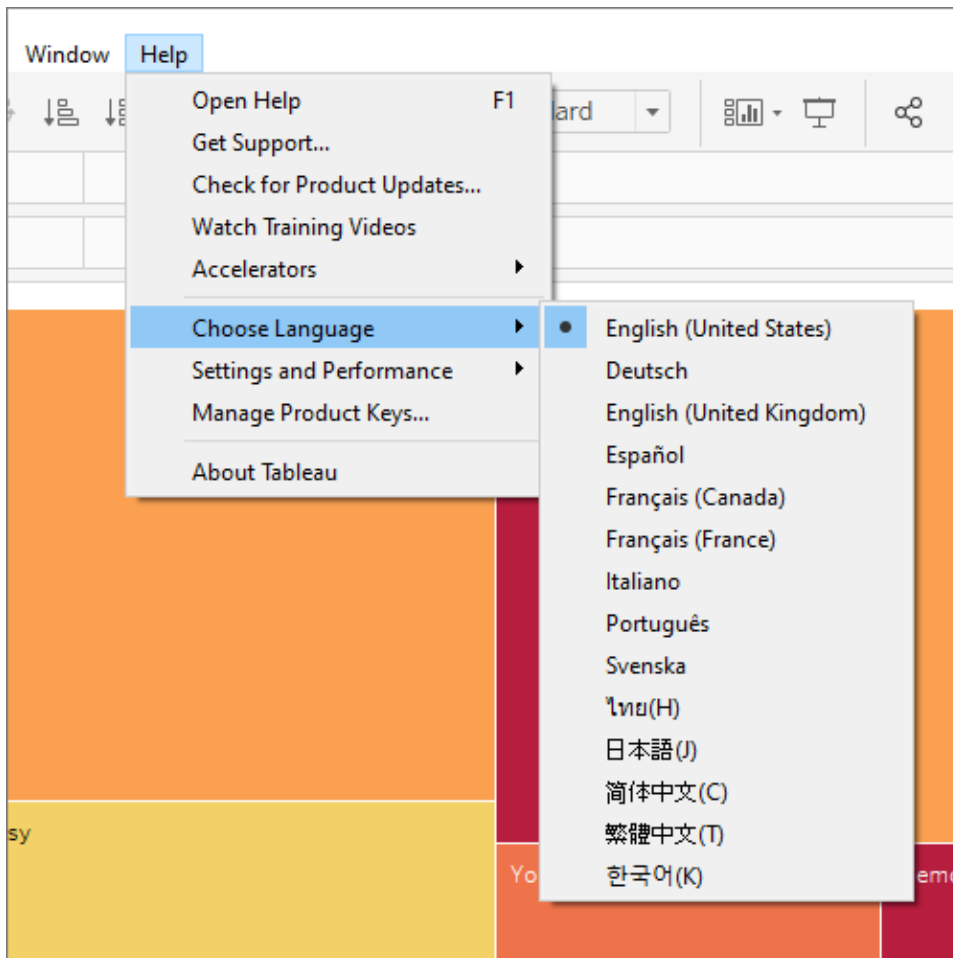 Window Help
Open Help F1
Get Support...
Check for Product Updates...
Watch Training Videos
Accelerators
Choose Language
Settings and Performance
Manage Product Keys...
About Tableau
English (United States)
Deutsch
English (United Kingdom)
Español
Français (Canada)
Français (France)
Italiano
Português
Svenska
ไทย(H)
日本語(J)
简体中文(C)
繁體中文(T)
한국어(K)